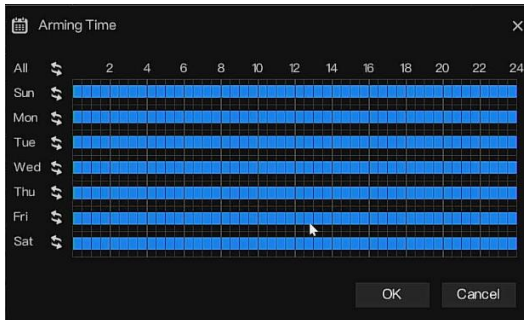 Arming Time
All 2 4 6 8 10 12 14 16 18 20 22 24
Sun
Mon
Tue
Wed
Thu
Fri
Sat
OK Cancel